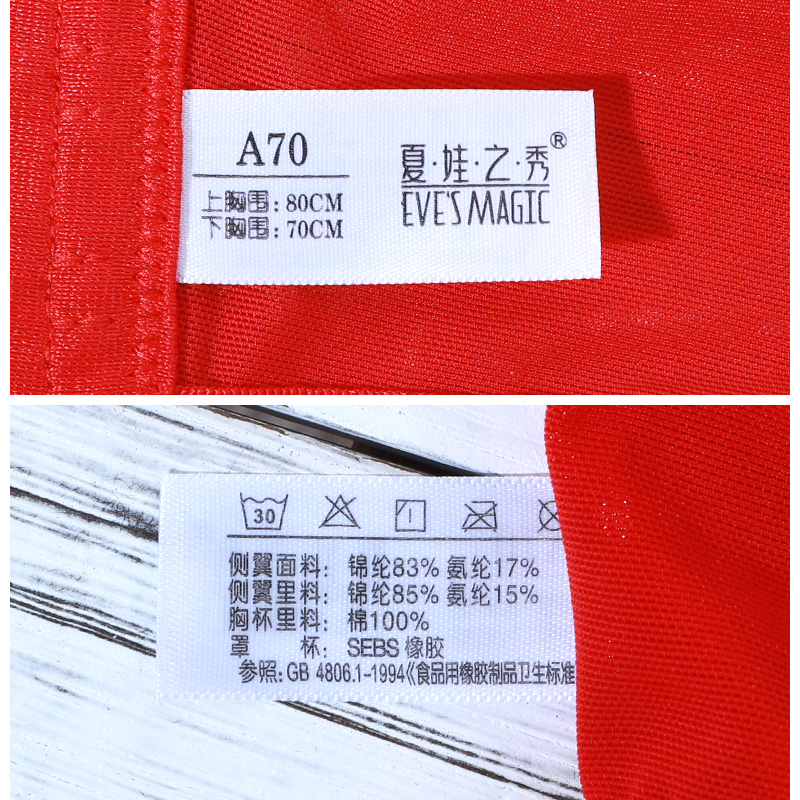 A70
上胸围：80CM
下胸围：70CM
夏·娃·之·秀®
EVE'S MAGIC
30
侧翼面料：锦纶83% 氨纶17%
侧翼里料：锦纶85% 氨纶15%
胸杯里料：棉100%
罩 杯：SEBS 橡胶
参照：GB 4806.1-1994《食品用橡胶制品卫生标准